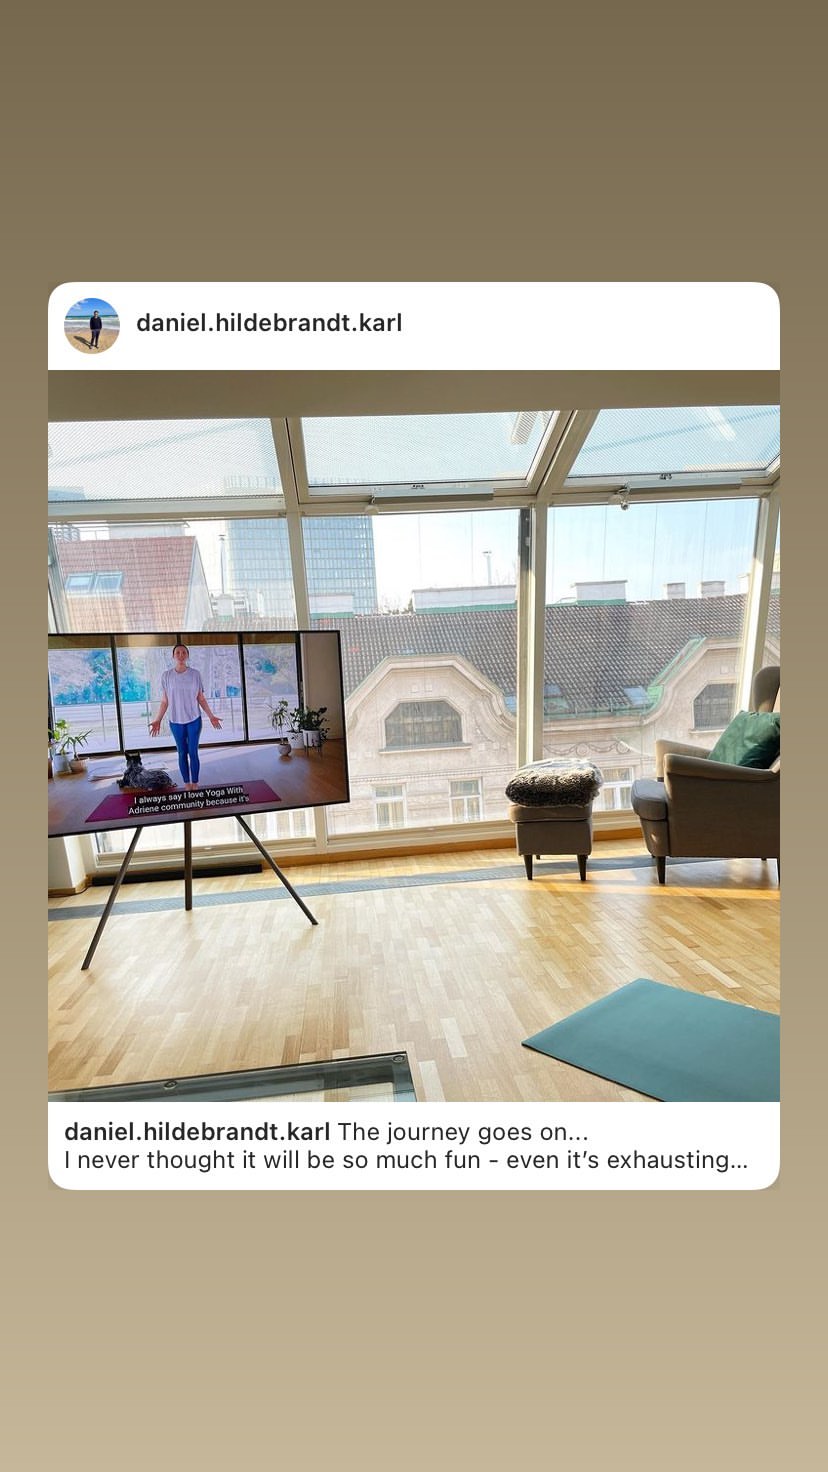 daniel.hildebrandt.karl
I always say I love Yoga With
Adriene community because it's
daniel.hildebrandt.karl The journey goes on...
I never thought it will be so much fun - even it’s exhausting...